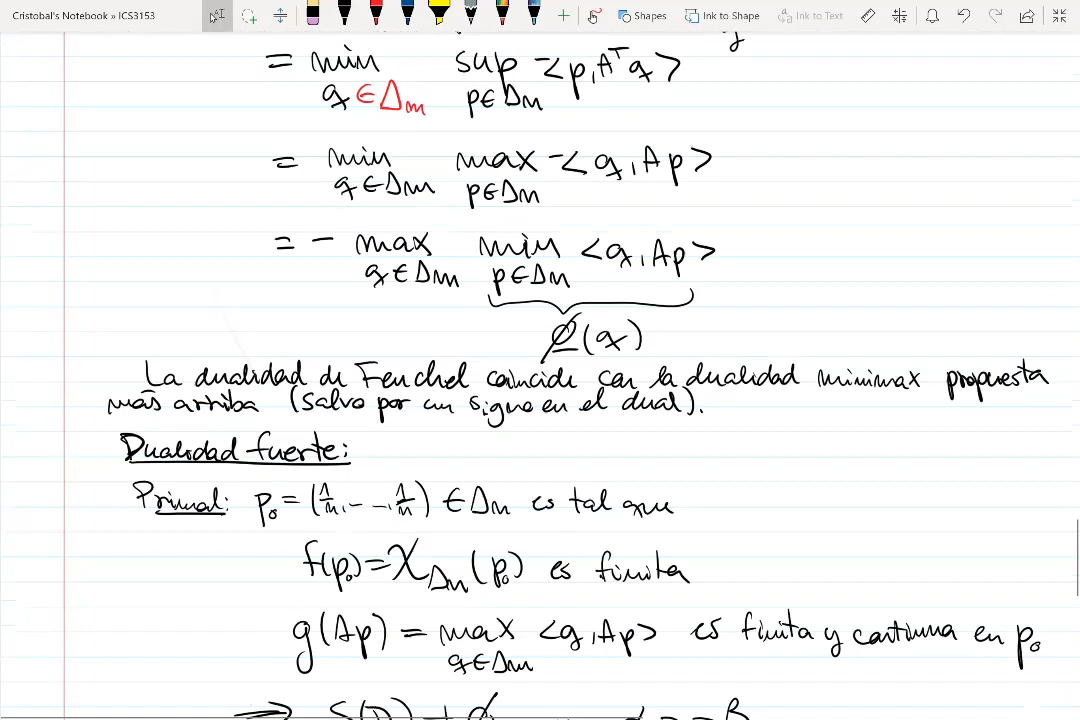 Cristobal's Notebook » ICS3153
Shapes Ink to Shape Ink to Text
= min sup -<p, Aᵀq>
q ∈ Δm p ∈ Δn
= min max -<q, Ap>
q ∈ Δm p ∈ Δn
= - max min <q, Ap>
q ∈ Δm p ∈ Δn
(q)
La dualidad de Fenchel coincide con la dualidad minimax propuesta
más arriba (salvo por un signo en el dual).
Dualidad fuerte:
Primal: p₀ = (1/n, - -, 1/n) ∈ Δn es tal que
f(p₀) = χ_Δn (p₀) es finita
g(Ap) = max <q, Ap> es finita y continua en p₀
q ∈ Δm